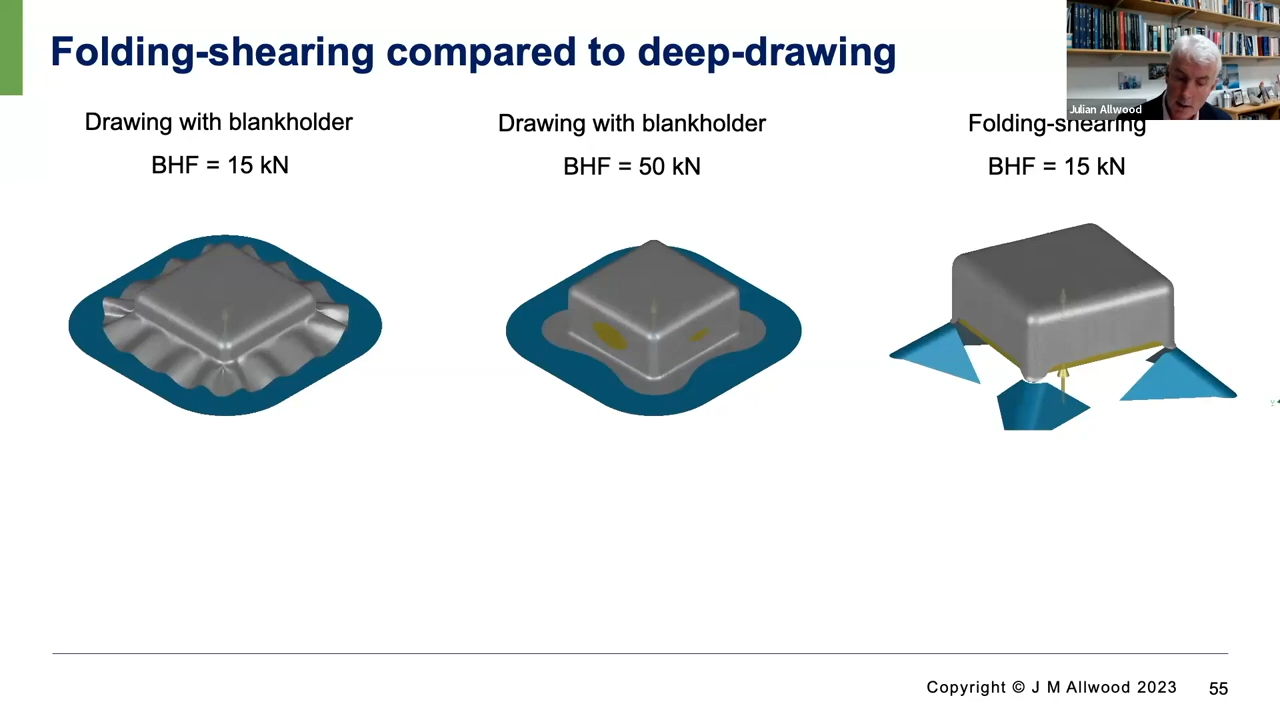 Folding-shearing compared to deep-drawing
Julian Allwood
Drawing with blankholder
BHF = 15 kN
Drawing with blankholder
BHF = 50 kN
Folding-shearing
BHF = 15 kN
Copyright © J M Allwood 2023
55